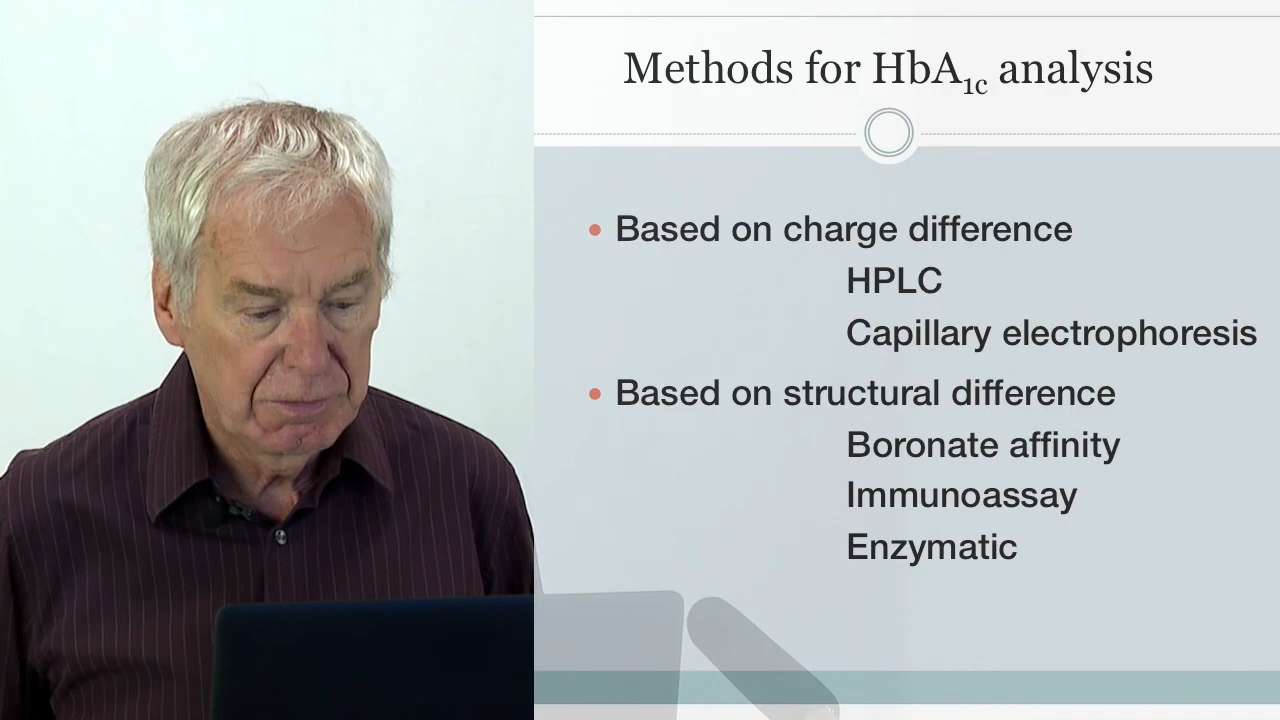 Methods for HbA1c analysis
• Based on charge difference
HPLC
Capillary electrophoresis
• Based on structural difference
Boronate affinity
Immunoassay
Enzymatic